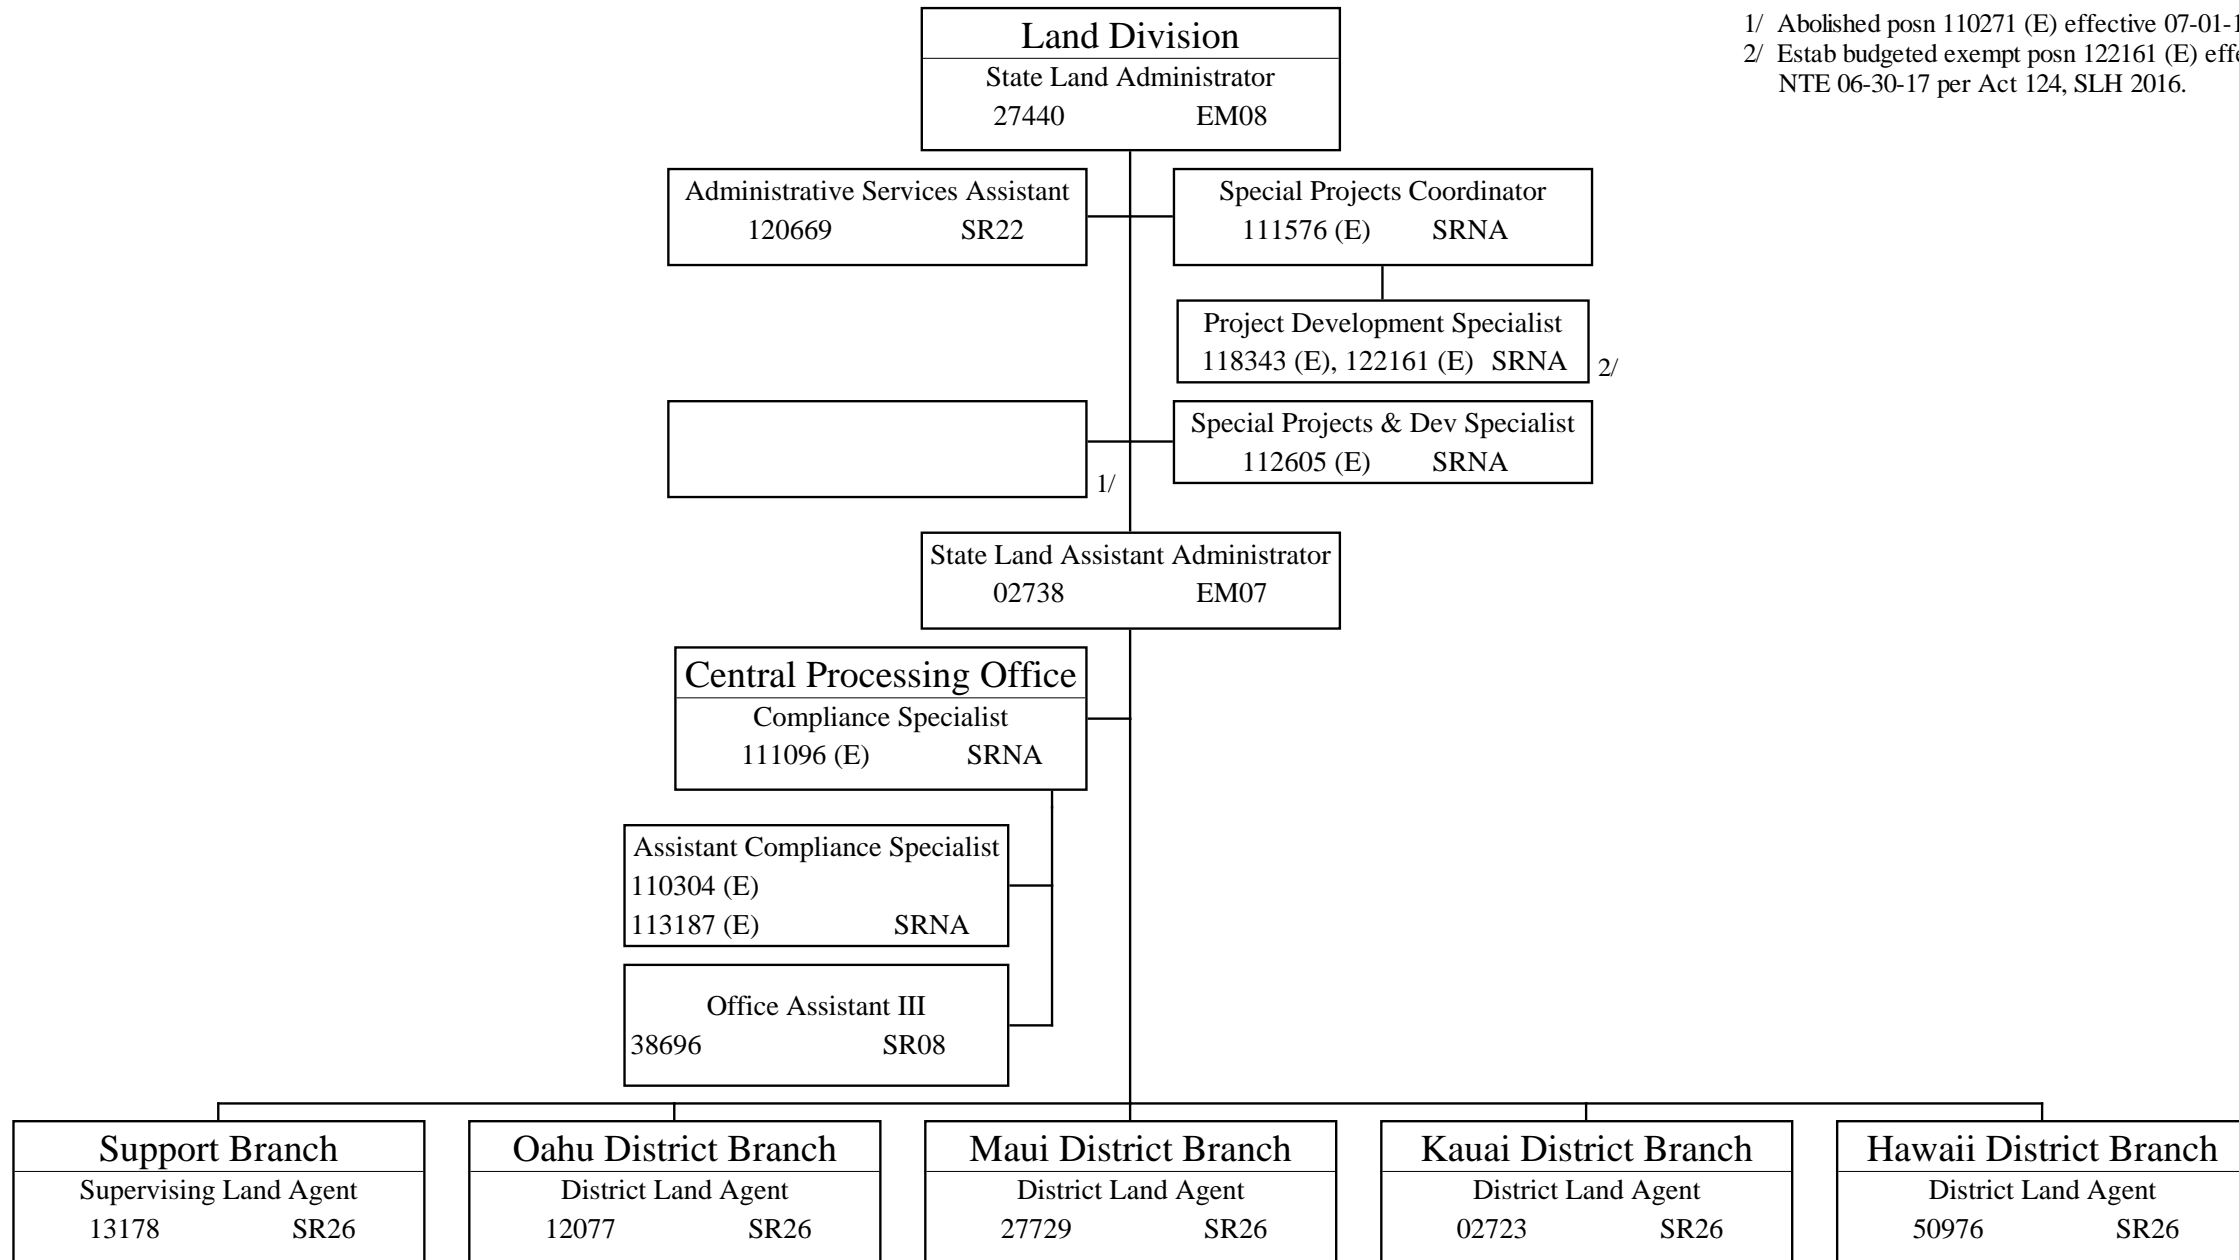 Land Division
State Land Administrator
27440 EM08
1/ Abolished posn 110271 (E) effective
2/ Estab budgeted exempt posn 122161 (E)
NTE 06-30-17 per Act 124, SLH 2016.
Administrative Services Assistant
120669 SR22
Special Projects Coordinator
111576 (E) SRNA
Project Development Specialist
118343 (E), 122161 (E) SRNA
2/
1/
Special Projects & Dev Specialist
112605 (E) SRNA
State Land Assistant Administrator
02738 EM07
Central Processing Office
Compliance Specialist
111096 (E) SRNA
Assistant Compliance Specialist
110304 (E)
113187 (E) SRNA
Office Assistant III
38696 SR08
Support Branch
Supervising Land Agent
13178 SR26
Oahu District Branch
District Land Agent
12077 SR26
Maui District Branch
District Land Agent
27729 SR26
Kauai District Branch
District Land Agent
02723 SR26
Hawaii District Branch
District Land Agent
50976 SR26